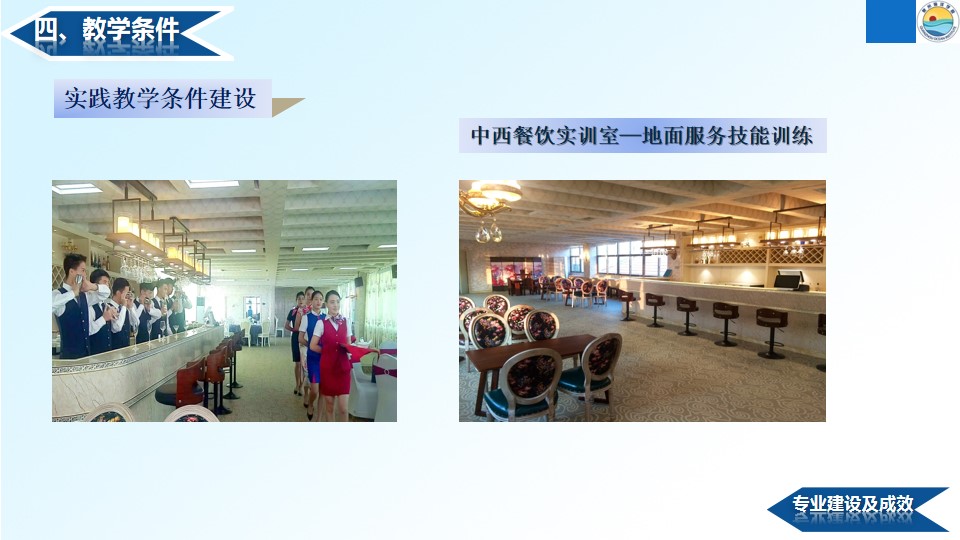 四、教学条件
实践教学条件建设
中西餐饮实训室—地面服务技能训练
专业建设及成效